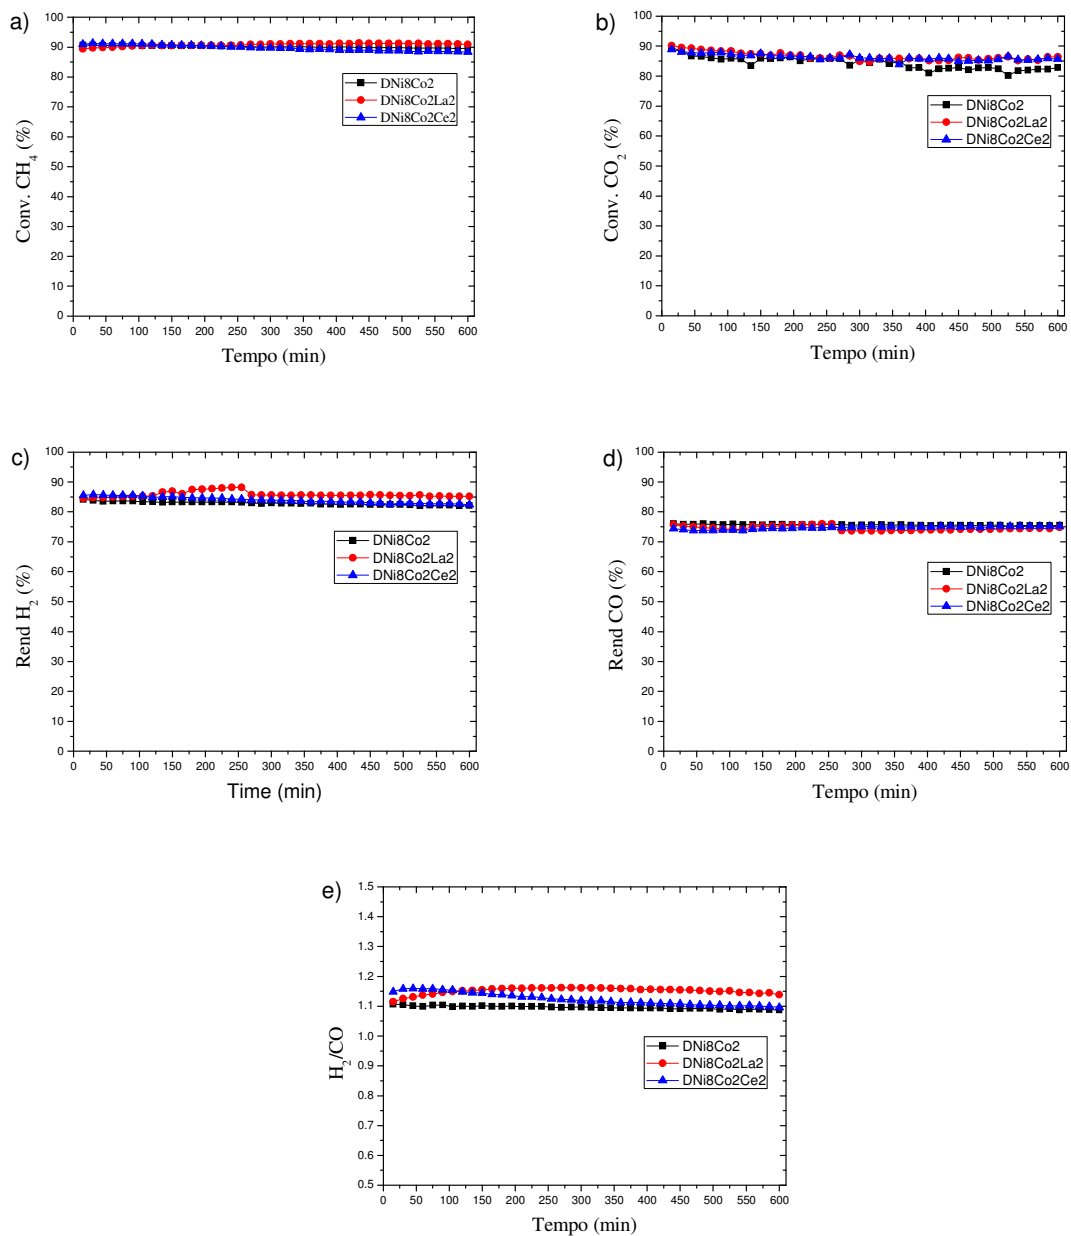 a)
100
90
80
70
60
50
40
30
20
10
0
Conv. CH4 (%)
DNi8Co2
DNi8Co2La2
DNi8Co2Ce2
0 50 100 150 200 250 300 350 400 450 500 550 600
Tempo (min)
b)
100
90
80
70
60
50
40
30
20
10
0
Conv. CO2 (%)
DNi8Co2
DNi8Co2La2
DNi8Co2Ce2
0 50 100 150 200 250 300 350 400 450 500 550 600
Tempo (min)
c)
100
90
80
70
60
50
40
30
20
10
0
Rend H2 (%)
DNi8Co2
DNi8Co2La2
DNi8Co2Ce2
0 50 100 150 200 250 300 350 400 450 500 550 600
Time (min)
d)
100
90
80
70
60
50
40
30
20
10
0
Rend CO (%)
DNi8Co2
DNi8Co2La2
DNi8Co2Ce2
0 50 100 150 200 250 300 350 400 450 500 550 600
Tempo (min)
e)
1.5
1.4
1.3
1.2
1.1
1.0
0.9
0.8
0.7
0.6
0.5
H2/CO
DNi8Co2
DNi8Co2La2
DNi8Co2Ce2
0 50 100 150 200 250 300 350 400 450 500 550 600
Tempo (min)